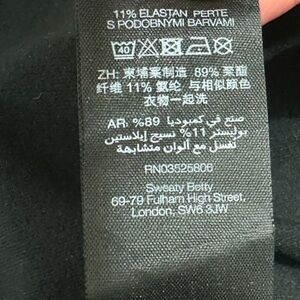 11% ELASTAN PERTE
S PODOBNYMI BARVAMI
40
ZH: 柬埔寨制造 89% 聚酯
纤维 11% 氨纶 与相似颜色
衣物一起洗
AR: صنع في كمبوديا 89%
بوليستر 11% نسيج إيلاستين
تغسل مع ألوان متشابهة
RN03525806
Sweaty Betty
69-79 Fulham High Street,
London, SW6 3JW